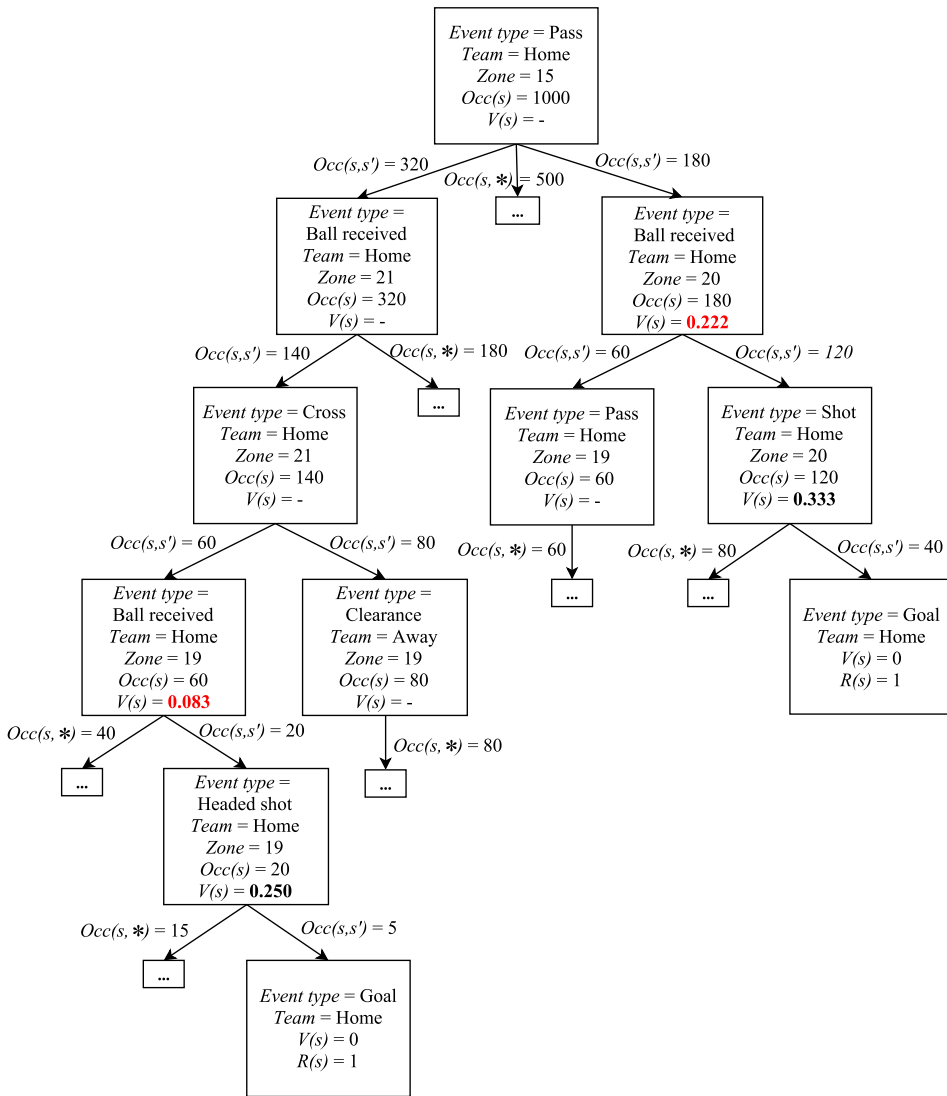 Event type = Pass
Team = Home
Zone = 15
Occ(s) = 1000
V(s) = -
Occ(s,s') = 320
Occ(s,*) = 500
Occ(s,s') = 180
...
Event type =
Ball received
Team = Home
Zone = 21
Occ(s) = 320
V(s) = -
Event type =
Ball received
Team = Home
Zone = 20
Occ(s) = 180
V(s) = 0.222
Occ(s,s') = 140
Occ(s,*) = 180
Occ(s,s') = 60
Occ(s,s') = 120
...
Event type = Cross
Team = Home
Zone = 21
Occ(s) = 140
V(s) = -
Event type = Pass
Team = Home
Zone = 19
Occ(s) = 60
V(s) = -
Event type = Shot
Team = Home
Zone = 20
Occ(s) = 120
V(s) = 0.333
Occ(s,s') = 60
Occ(s,s') = 80
Occ(s,*) = 60
Occ(s,*) = 80
Occ(s,s') = 40
...
...
Event type =
Ball received
Team = Home
Zone = 19
Occ(s) = 60
V(s) = 0.083
Event type =
Clearance
Team = Away
Zone = 19
Occ(s) = 80
V(s) = -
Event type = Goal
Team = Home
V(s) = 0
R(s) = 1
Occ(s,*) = 40
Occ(s,s') = 20
Occ(s,*) = 80
...
...
Event type =
Headed shot
Team = Home
Zone = 19
Occ(s) = 20
V(s) = 0.250
Occ(s,*) = 15
Occ(s,s') = 5
...
Event type = Goal
Team = Home
V(s) = 0
R(s) = 1